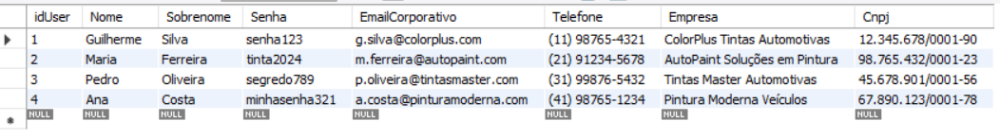 idUser Nome Sobrenome Senha EmailCorporativo Telefone Empresa Cnpj
1 Guilherme Silva senha123 g.silva@colorplus.com (11) 98765-4321 ColorPlus Tintas Automotivas 12.345.678/0001-90
2 Maria Ferreira tinta2024 m.ferreira@autopaint.com (21) 91234-5678 AutoPaint Soluções em Pintura 98.765.432/0001-23
3 Pedro Oliveira segredo789 p.oliveira@tintasmaster.com (31) 99876-5432 Tintas Master Automotivas 45.678.901/0001-56
4 Ana Costa minhasenha321 a.costa@pinturamoderna.com (41) 98765-1234 Pintura Moderna Veículos 67.890.123/0001-78
NULL NULL NULL NULL NULL NULL NULL NULL